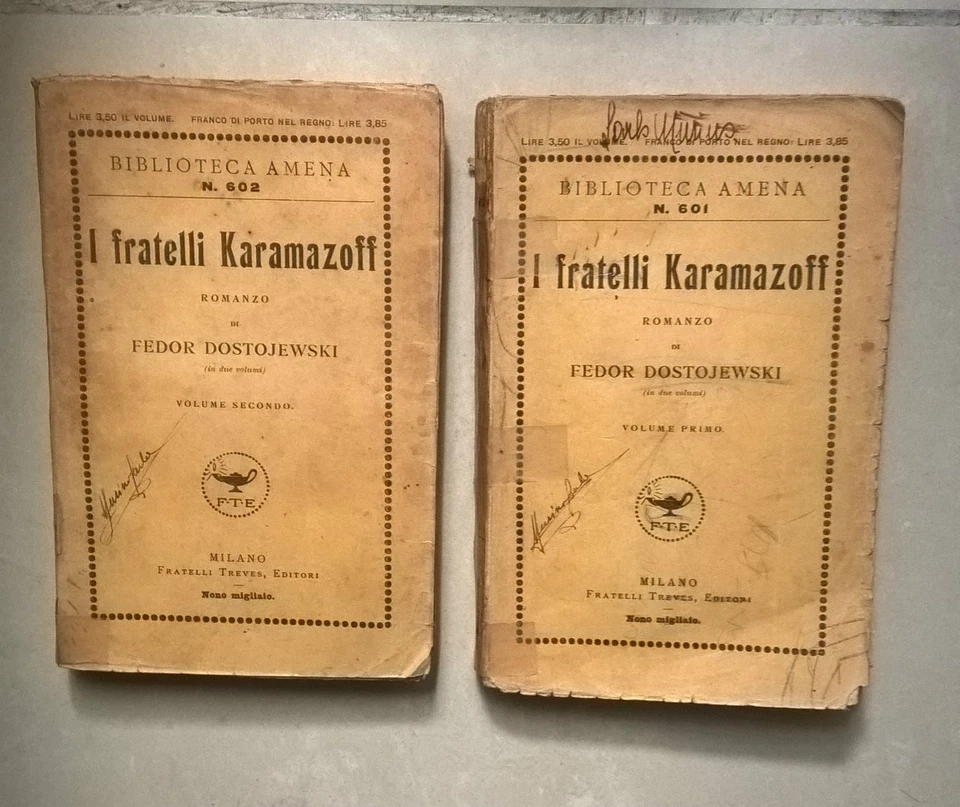 LIRE 3,50 IL VOLUME. FRANCO DI PORTO NEL REGNO: LIRE 3,85
BIBLIOTECA AMENA
N. 602
I fratelli Karamazoff
ROMANZO
DI
FEDOR DOSTOJEWSKI
(in due volumi)
VOLUME SECONDO.
F·T·E
MILANO
FRATELLI TREVES, EDITORI
Nono migliaio.
LIRE 3,50 IL VOLUME. FRANCO DI PORTO NEL REGNO: LIRE 3,85
BIBLIOTECA AMENA
N. 601
I fratelli Karamazoff
ROMANZO
DI
FEDOR DOSTOJEWSKI
(in due volumi)
VOLUME PRIMO.
F·T·E
MILANO
FRATELLI TREVES, EDITORI
Nono migliaio.